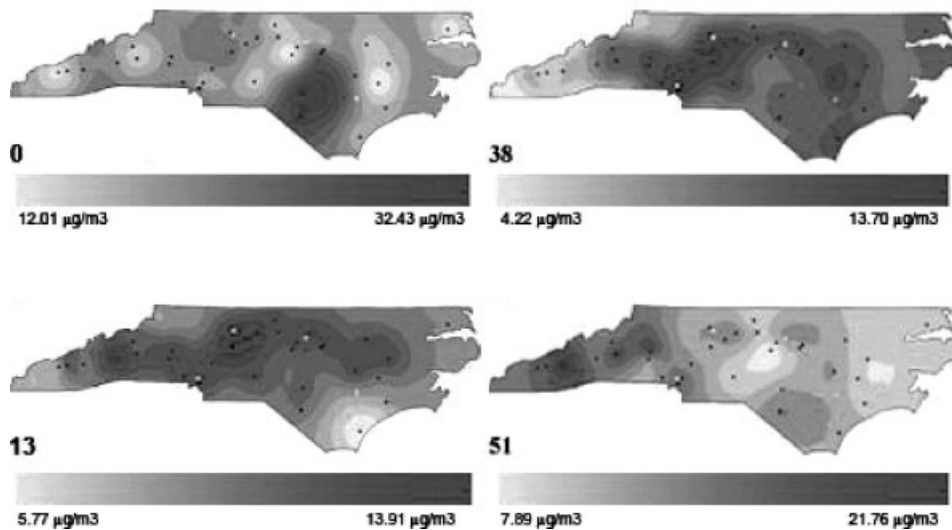 0
12.01 µg/m3 32.43 µg/m3
38
4.22 µg/m3 13.70 µg/m3
13
5.77 µg/m3 13.91 µg/m3
51
7.89 µg/m3 21.76 µg/m3